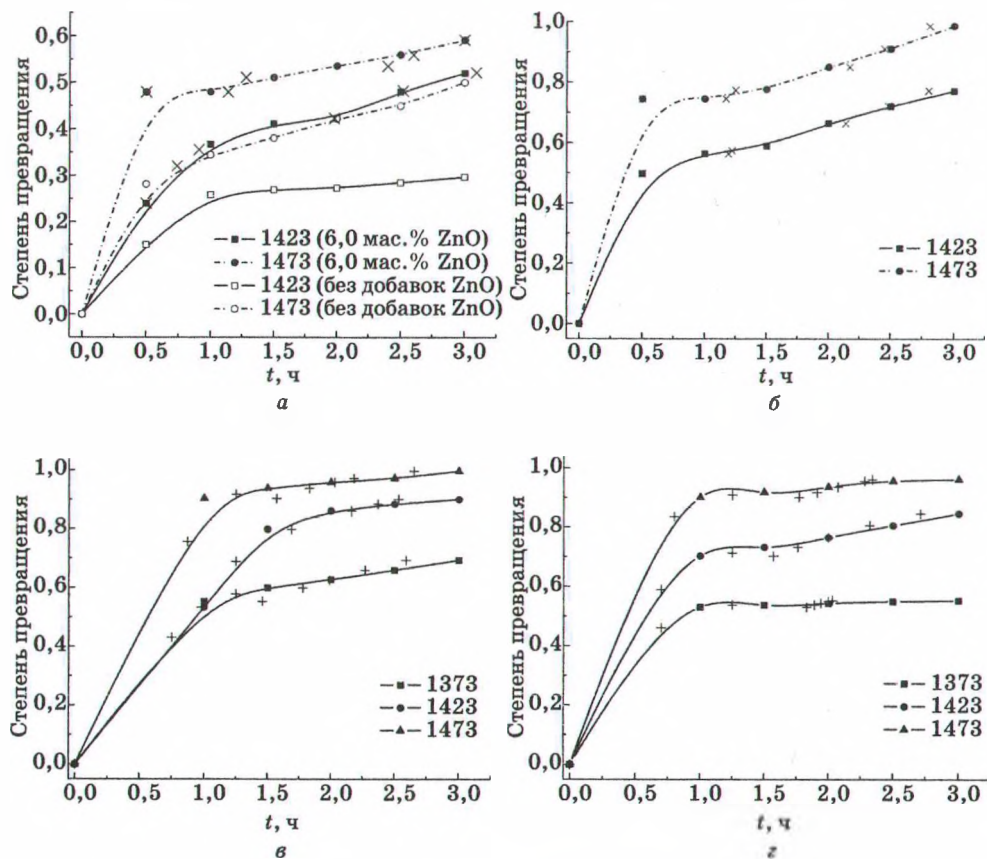 Степень превращения
0,6
0,5
0,4
0,3
0,2
0,1
0,0
0,0 0,5 1,0 1,5 2,0 2,5 3,0
t, ч
1423 (6,0 мас.% ZnO)
1473 (6,0 мас.% ZnO)
1423 (без добавок ZnO)
1473 (без добавок ZnO)
а
Степень превращения
1,0
0,8
0,6
0,4
0,2
0,0
0,0 0,5 1,0 1,5 2,0 2,5 3,0
t, ч
1423
1473
б
Степень превращения
1,0
0,8
0,6
0,4
0,2
0,0
0,0 0,5 1,0 1,5 2,0 2,5 3,0
t, ч
1373
1423
1473
в
Степень превращения
1,0
0,8
0,6
0,4
0,2
0,0
0,0 0,5 1,0 1,5 2,0 2,5 3,0
t, ч
1373
1423
1473
г